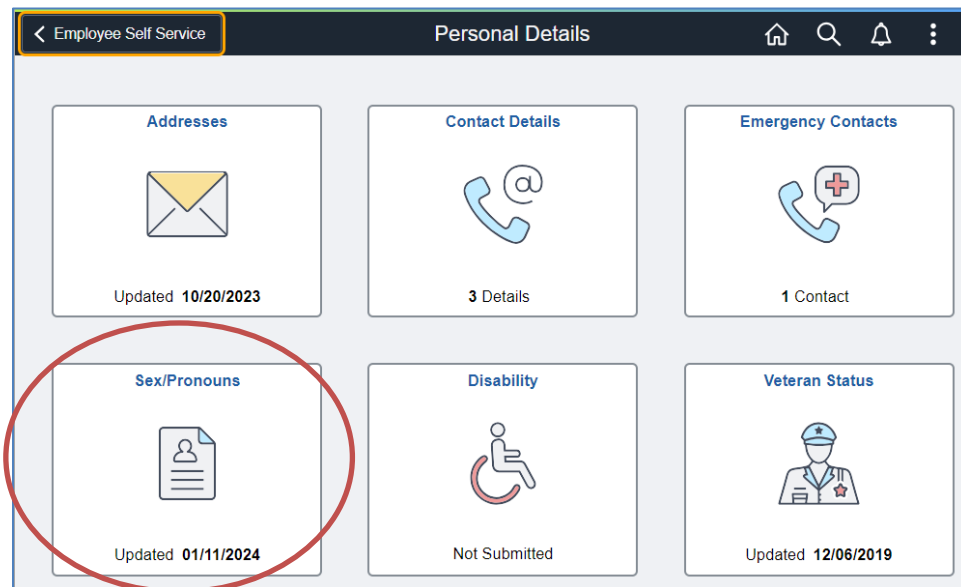 Employee Self Service
Personal Details
Addresses
Contact Details
Emergency Contacts
@
Updated 10/20/2023
3 Details
1 Contact
Sex/Pronouns
Disability
Veteran Status
Updated 01/11/2024
Not Submitted
Updated 12/06/2019